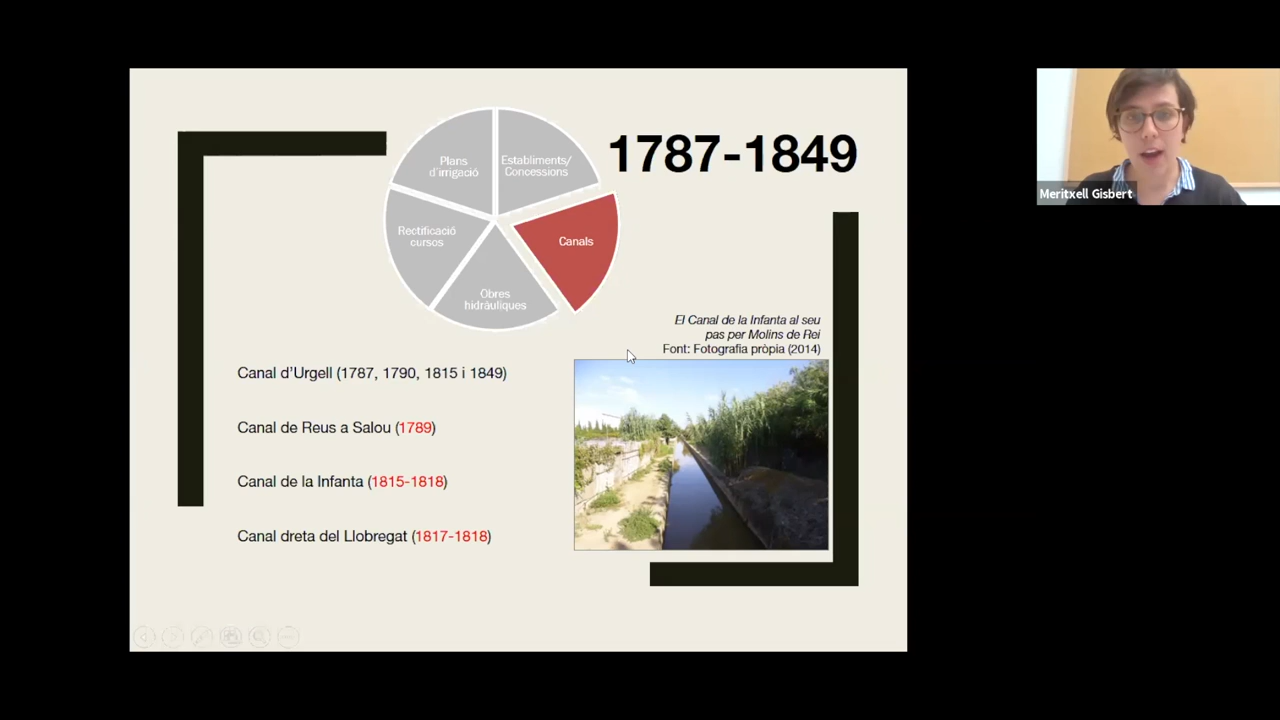 1787-1849
Plans
d'irrigació
Establiments/
Concessions
Canals
Rectificació
cursos
Obres
hidràuliques
El Canal de la Infanta al seu
pas per Molins de Rei
Font: Fotografia pròpia (2014)
Canal d'Urgell (1787, 1790, 1815 i 1849)
Canal de Reus a Salou (1789)
Canal de la Infanta (1815-1818)
Canal dreta del Llobregat (1817-1818)
Meritxell Gisbert